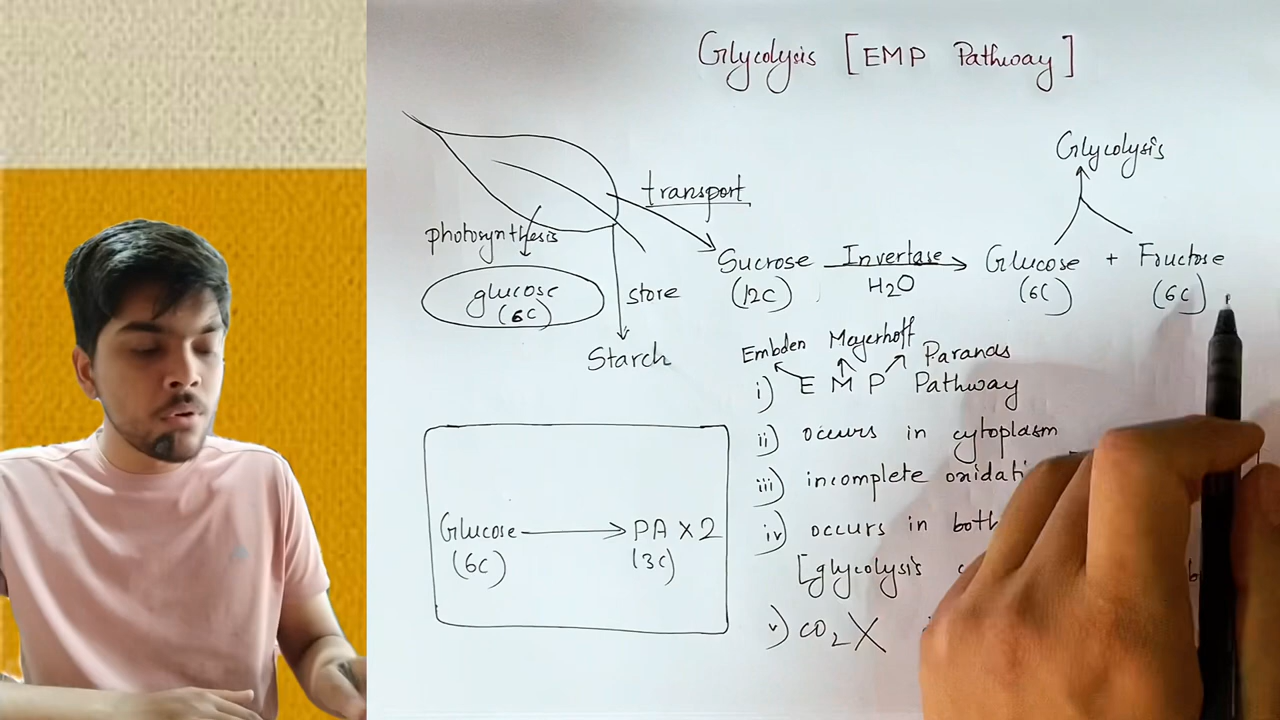 Glycolysis [EMP Pathway]
Glycolysis
transport
photosynthesis
Sucrose Invertase Glucose + Fructose
(12C) H2O (6C) (6C)
glucose
(6C)
store
Starch
Embden Meyerhoff Paranas
i) E M P Pathway
ii) occurs in cytoplasm
iii) incomplete oxidati
iv) occurs in both
[glycolysis
v) CO2 X
Glucose PA X 2
(6C) (3C)